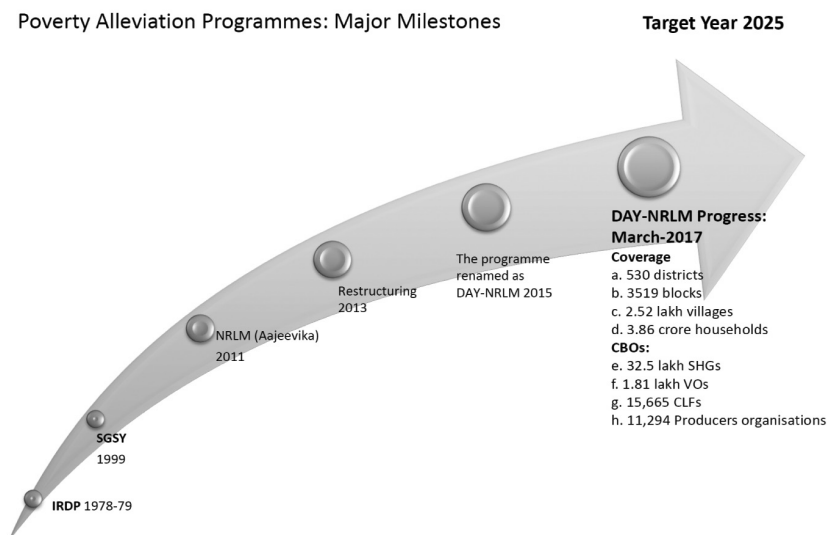 Poverty Alleviation Programmes: Major Milestones
Target Year 2025
DAY-NRLM Progress:
March-2017
Coverage
a. 530 districts
b. 3519 blocks
c. 2.52 lakh villages
d. 3.86 crore households
CBOs:
e. 32.5 lakh SHGs
f. 1.81 lakh VOs
g. 15,665 CLFs
h. 11,294 Producers organisations
The programme
renamed as
DAY-NRLM 2015
Restructuring
2013
NRLM (Aajeevika)
2011
SGSY
1999
IRDP 1978-79